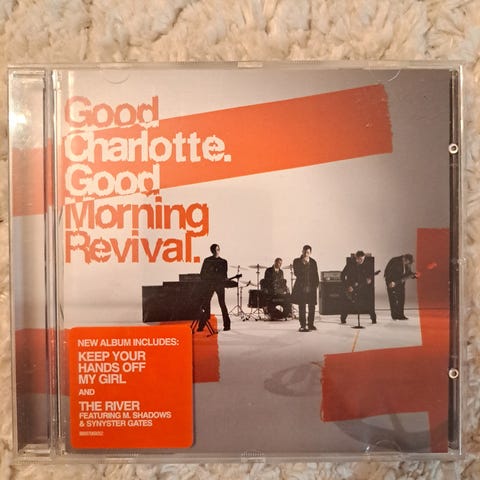 Good
Charlotte.
Good
Morning
Revival.
NEW ALBUM INCLUDES:
KEEP YOUR
HANDS OFF
MY GIRL
AND
THE RIVER
FEATURING M. SHADOWS
& SYNYSTER GATES